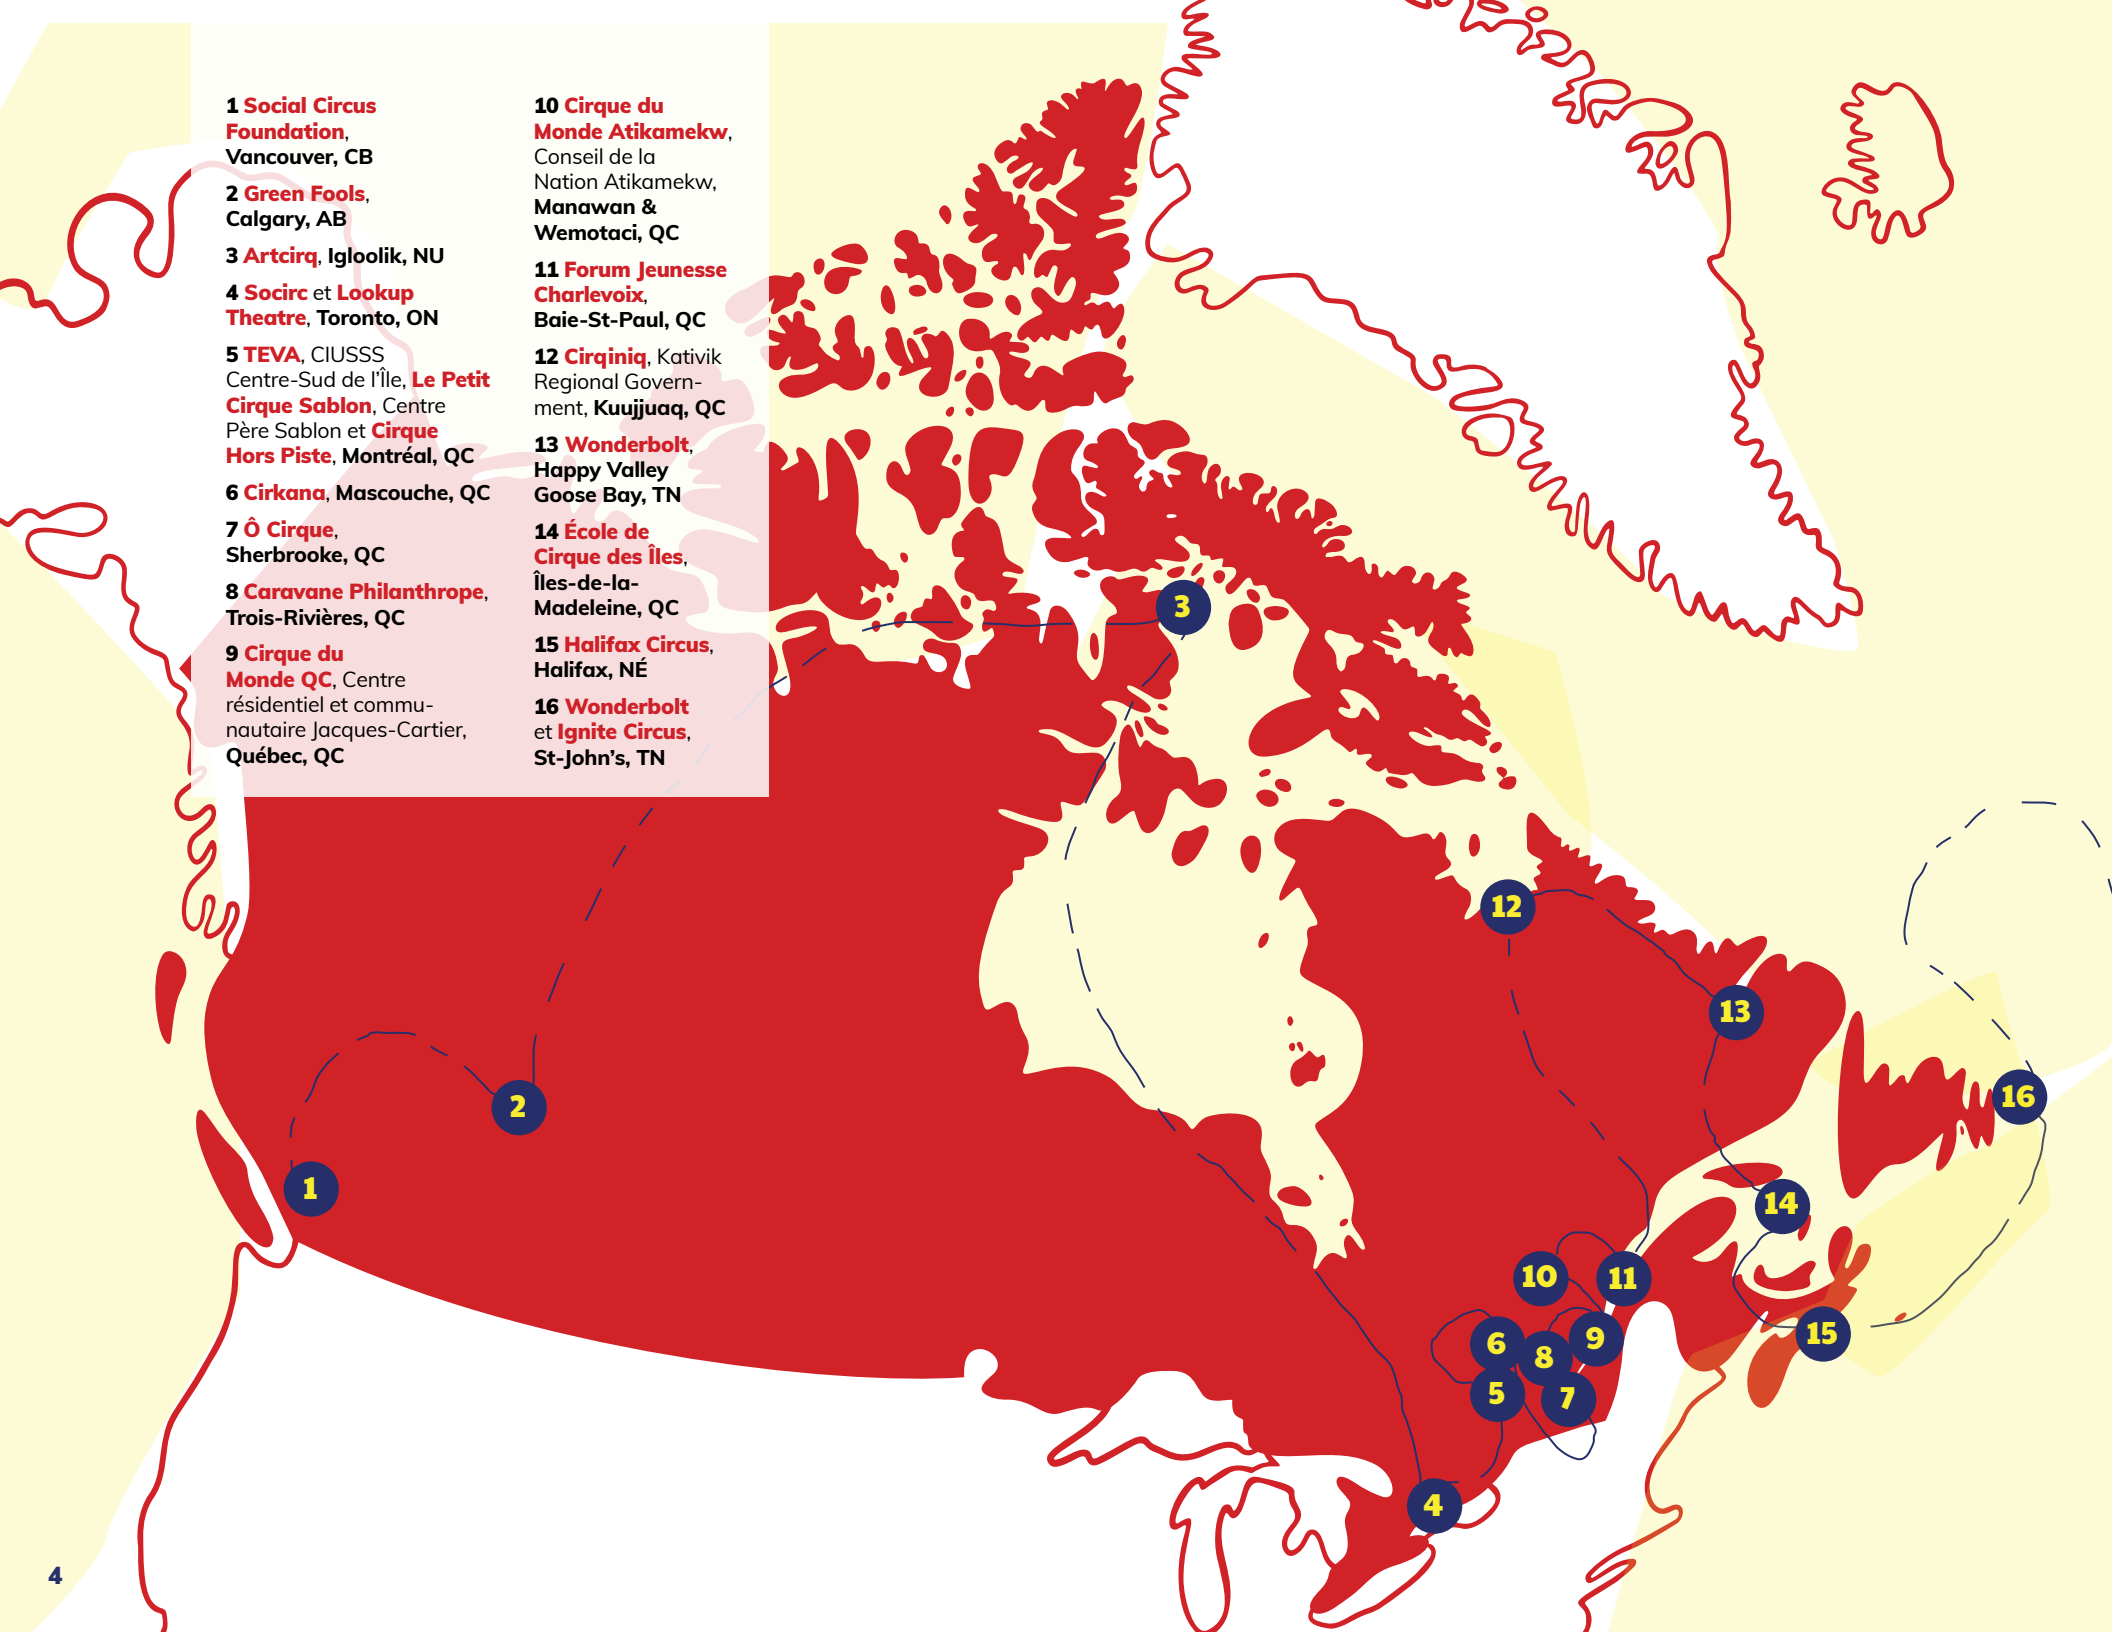 1 Social Circus
Foundation,
Vancouver, CB
2 Green Fools,
Calgary, AB
3 Artcirq, Igloolik, NU
4 Socirc et Lookup
Theatre, Toronto, ON
5 TEVA, CIUSSS
Centre-Sud de l’Île, Le Petit
Cirque Sablon, Centre
Père Sablon et Cirque
Hors Piste, Montréal, QC
6 Cirkana, Mascouche, QC
7 Ô Cirque,
Sherbrooke, QC
8 Caravane Philanthrope,
Trois-Rivières, QC
9 Cirque du
Monde QC, Centre
résidentiel et commu-
nautaire Jacques-Cartier,
Québec, QC
10 Cirque du
Monde Atikamekw,
Conseil de la
Nation Atikamekw,
Manawan &
Wemotaci, QC
11 Forum Jeunesse
Charlevoix,
Baie-St-Paul, QC
12 Cirqiniq, Kativik
Regional Govern-
ment, Kuujjuaq, QC
13 Wonderbolt,
Happy Valley
Goose Bay, TN
14 École de
Cirque des Îles,
Îles-de-la-
Madeleine, QC
15 Halifax Circus,
Halifax, NÉ
16 Wonderbolt
et Ignite Circus,
St-John’s, TN
3
12
13
16
2
1
14
10
11
6
8
9
15
5
7
4
4